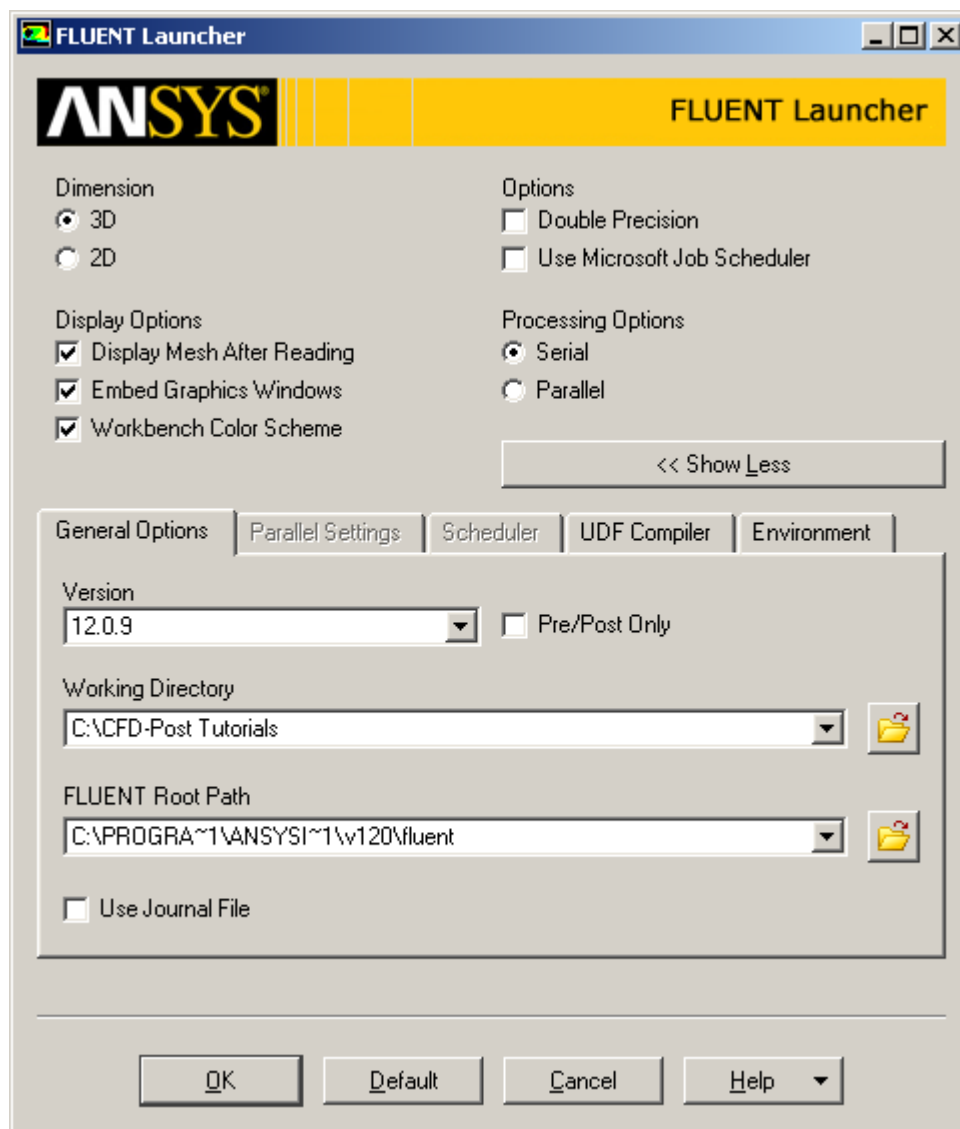 FLUENT Launcher
ANSYS® FLUENT Launcher
Dimension
3D
2D
Options
Double Precision
Use Microsoft Job Scheduler
Display Options
Display Mesh After Reading
Embed Graphics Windows
Workbench Color Scheme
Processing Options
Serial
Parallel
<< Show Less
General Options Parallel Settings Scheduler UDF Compiler Environment
Version
12.0.9 Pre/Post Only
Working Directory
C:\CFD-Post Tutorials
FLUENT Root Path
C:\PROGRA~1\ANSYSI~1\v120\fluent
Use Journal File
OK Default Cancel Help